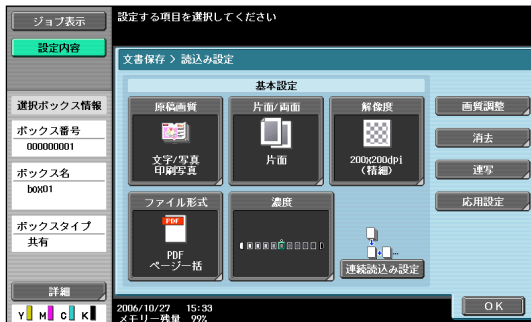 ジョブ表示
設定内容
設定する項目を選択してください
文書保存 > 読込み設定
選択ボックス情報
ボックス番号
000000001
ボックス名
box01
ボックスタイプ
共有
詳細
Y M C K
基本設定
原稿画質
文字/写真
印刷写真
片面/両面
片面
解像度
200x200dpi
(精細)
ファイル形式
PDF
PDF
ページ一括
濃度
連続読込み設定
画質調整
消去
連写
応用設定
2006/10/27 15:33
メモリー残量 99%
OK